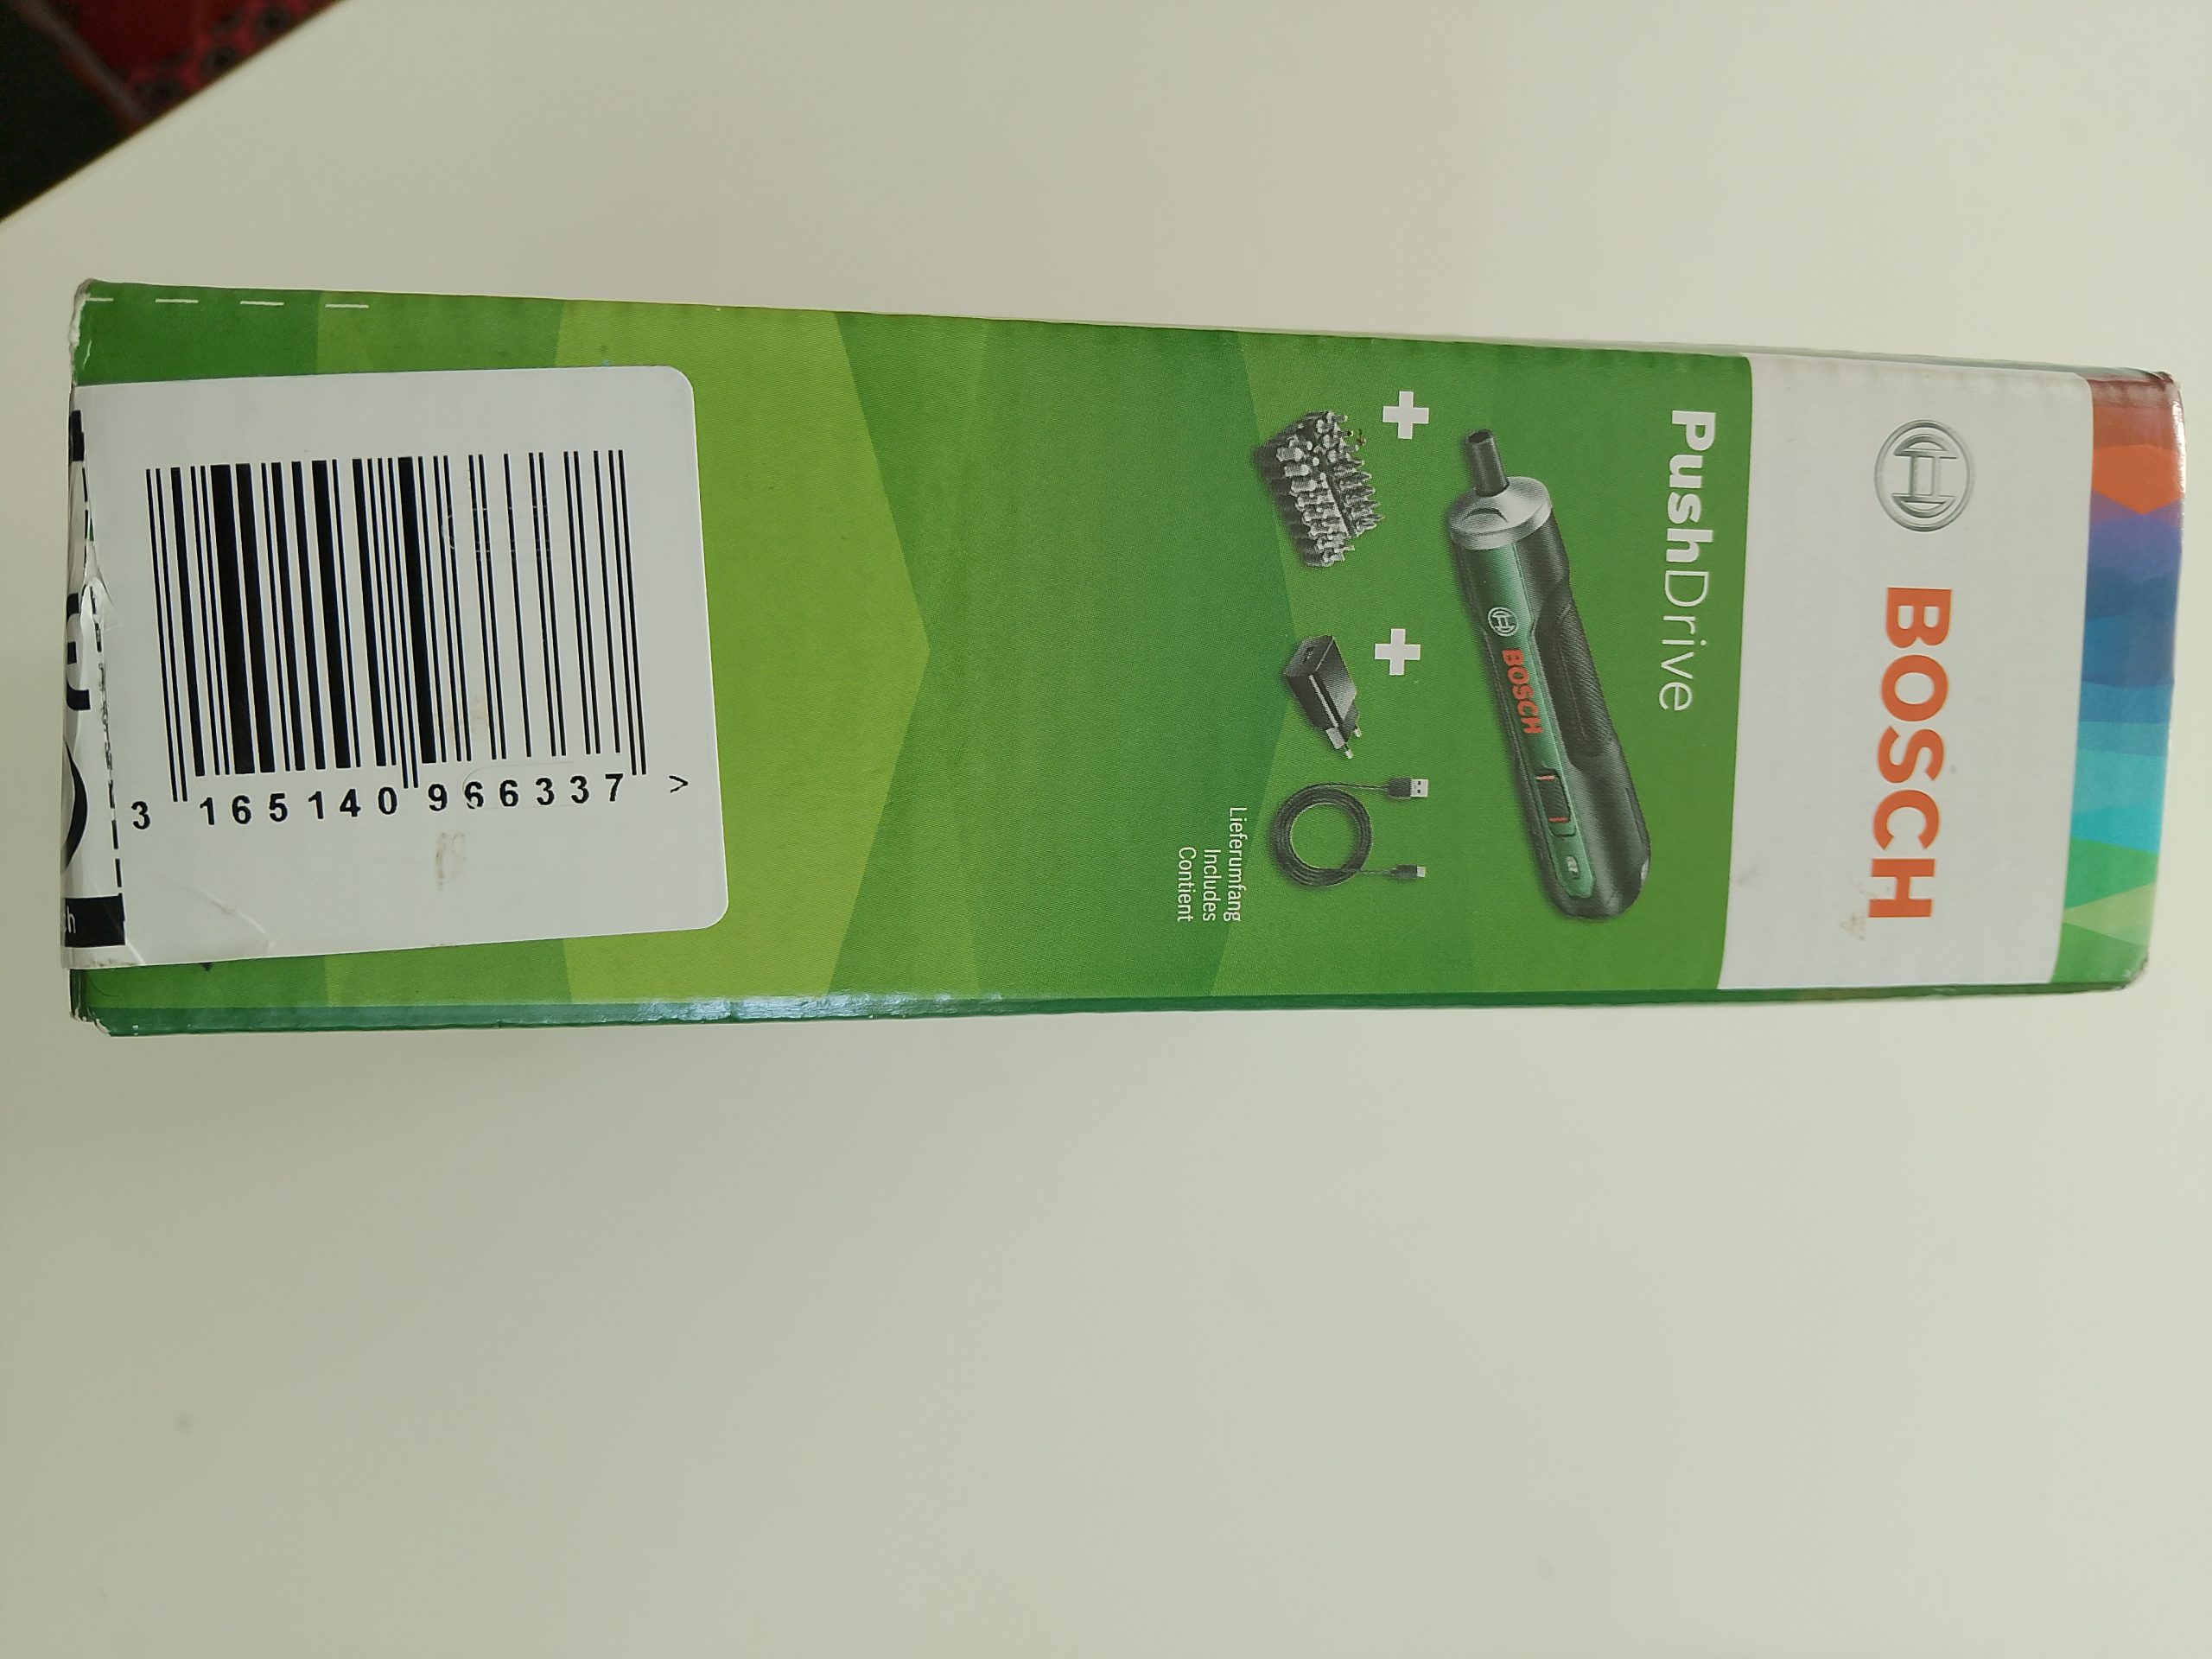 BOSCH
PushDrive
BOSCH
Lieferumfang
Includes
Contient
3 165140 966337 >